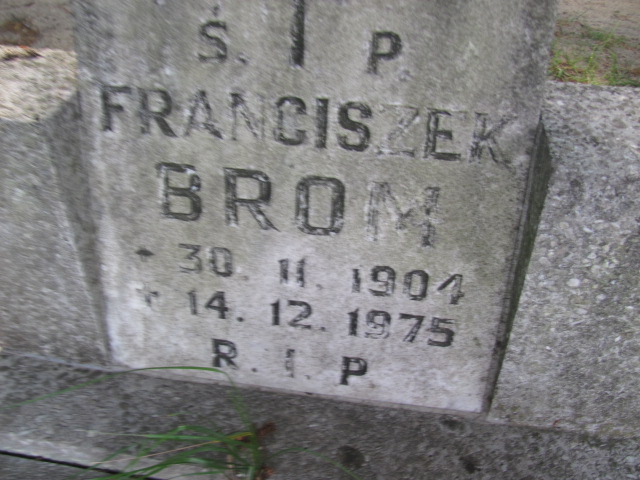 Ś. P
FRANCISZEK
BROM
* 30. 11. 1904
+ 14. 12. 1975
R. I. P